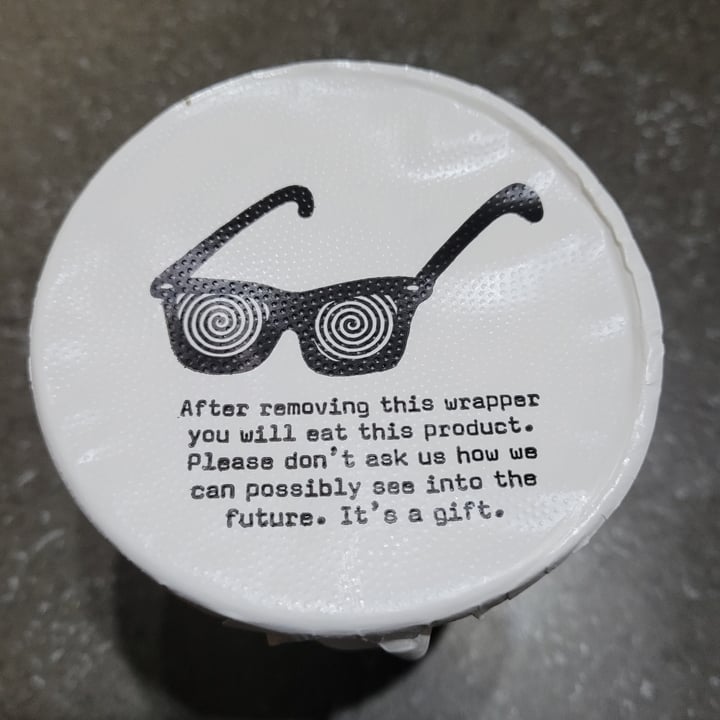 After removing this wrapper
you will eat this product.
Please don't ask us how we
can possibly see into the
future. It's a gift.